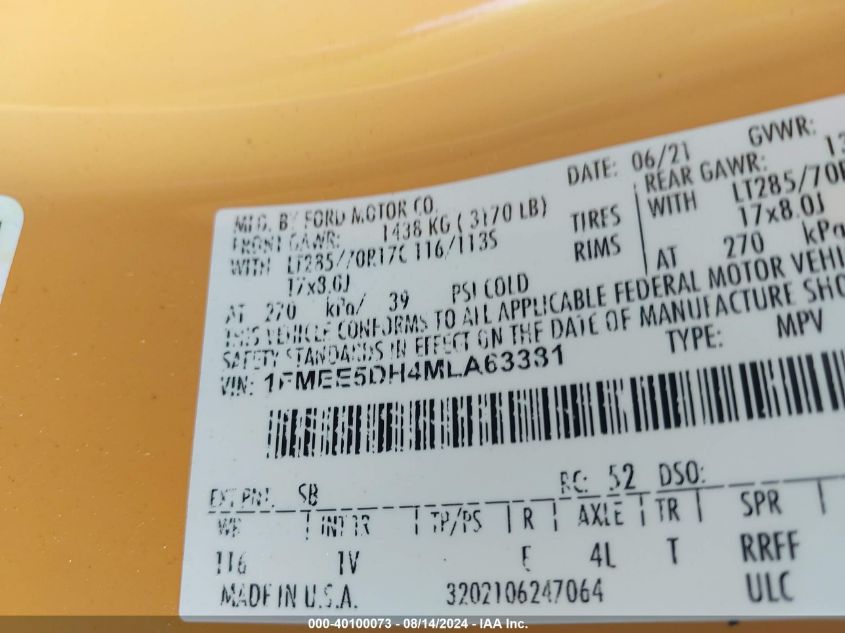 MFG. BY FORD MOTOR CO.
DATE: 06/21
GVWR:
FRONT GAWR: 1438 KG ( 3170 LB)
REAR GAWR:
WITH LT285/70R17C 116/113S
TIRES
WITH LT285/70R
17x8.0J
RIMS
17x8.0J
AT 270 kPa/ 39 PSI COLD
AT 270 kPa
THIS VEHICLE CONFORMS TO ALL APPLICABLE FEDERAL MOTOR VEHI
SAFETY STANDARDS IN EFFECT ON THE DATE OF MANUFACTURE SHO
VIN: 1FMEE5DH4MLA63381
TYPE: MPV
EXT PNT: SB
RC: 52 DSO:
WB | INT TR | TP/PS | R | AXLE | TR | SPR
116 1V E 4L T RRFF
MADE IN U.S.A. 3202106247064 ULC
000-40100073 - 08/14/2024 - IAA Inc.